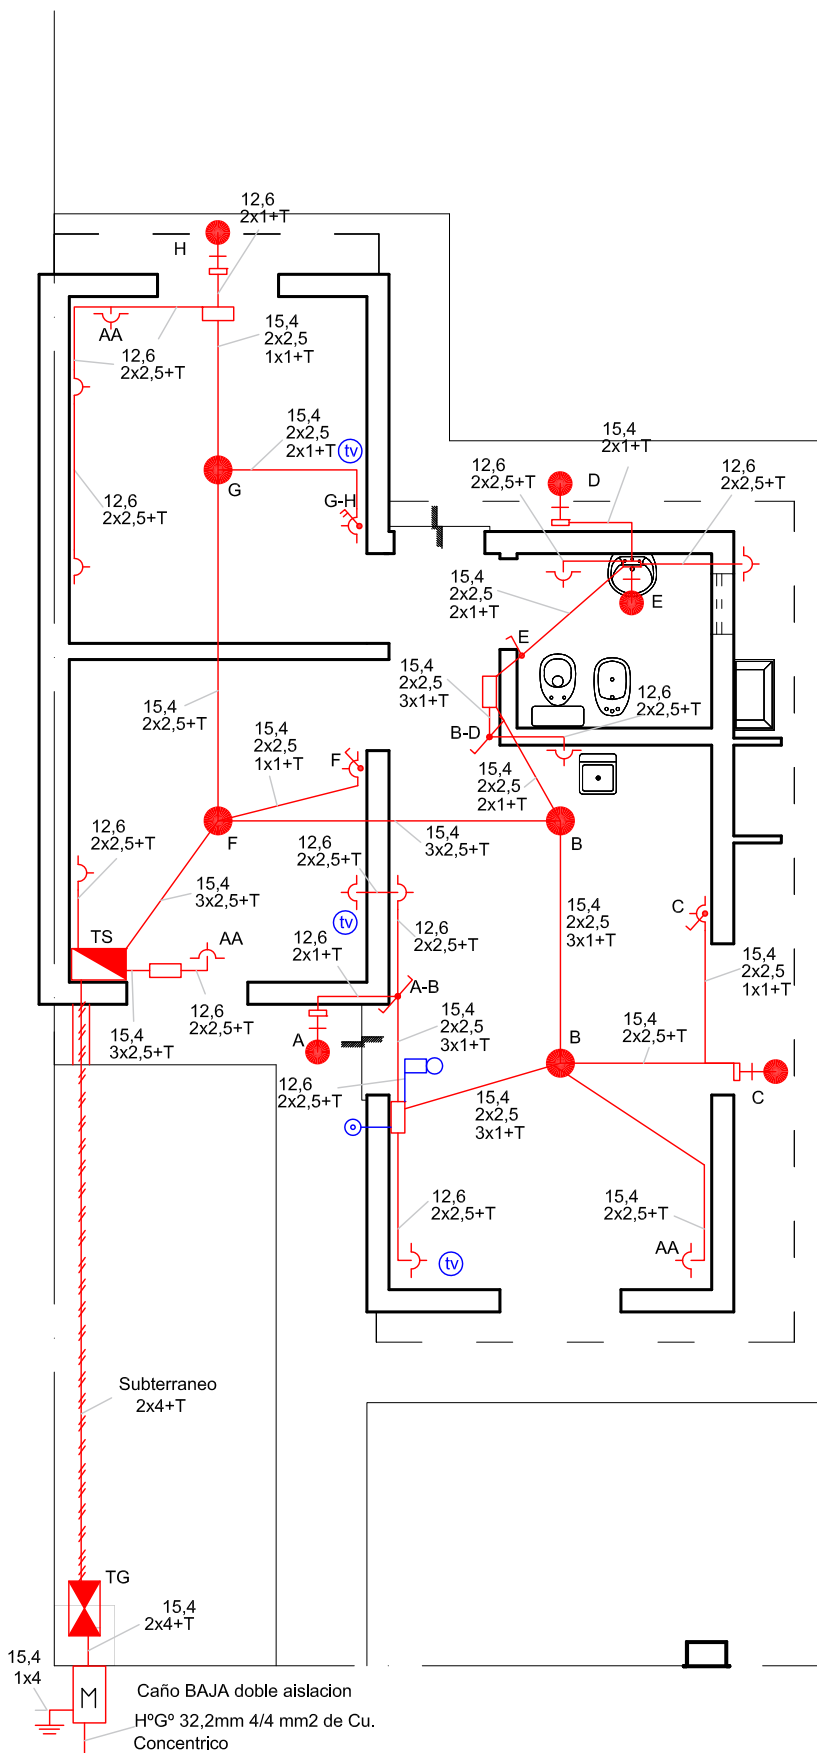 12,6
2x1+T
H
15,4
2x2,5
1x1+T
AA
12,6
2x2,5+T
15,4
2x2,5
2x1+T
tv
G
G-H
12,6
2x2,5+T
15,4
2x1+T
D
12,6
2x2,5+T
12,6
2x2,5+T
15,4
2x2,5
2x1+T
E
E
15,4
2x2,5
3x1+T
12,6
2x2,5+T
B-D
15,4
2x2,5+T
15,4
2x2,5
1x1+T
F
15,4
2x2,5
2x1+T
12,6
2x2,5+T
F
15,4
3x2,5+T
B
12,6
2x2,5+T
15,4
3x2,5+T
15,4
2x2,5
3x1+T
C
tv
TS
AA
12,6
2x1+T
12,6
2x2,5+T
15,4
2x2,5
1x1+T
A-B
12,6
2x2,5+T
15,4
3x2,5+T
15,4
2x2,5
3x1+T
15,4
2x2,5+T
A
B
12,6
2x2,5+T
15,4
2x2,5
3x1+T
C
12,6
2x2,5+T
15,4
2x2,5+T
AA
tv
Subterraneo
2x4+T
TG
15,4
2x4+T
15,4
1x4
M
Caño BAJA doble aislacion
HºGº 32,2mm 4/4 mm2 de Cu.
Concentrico